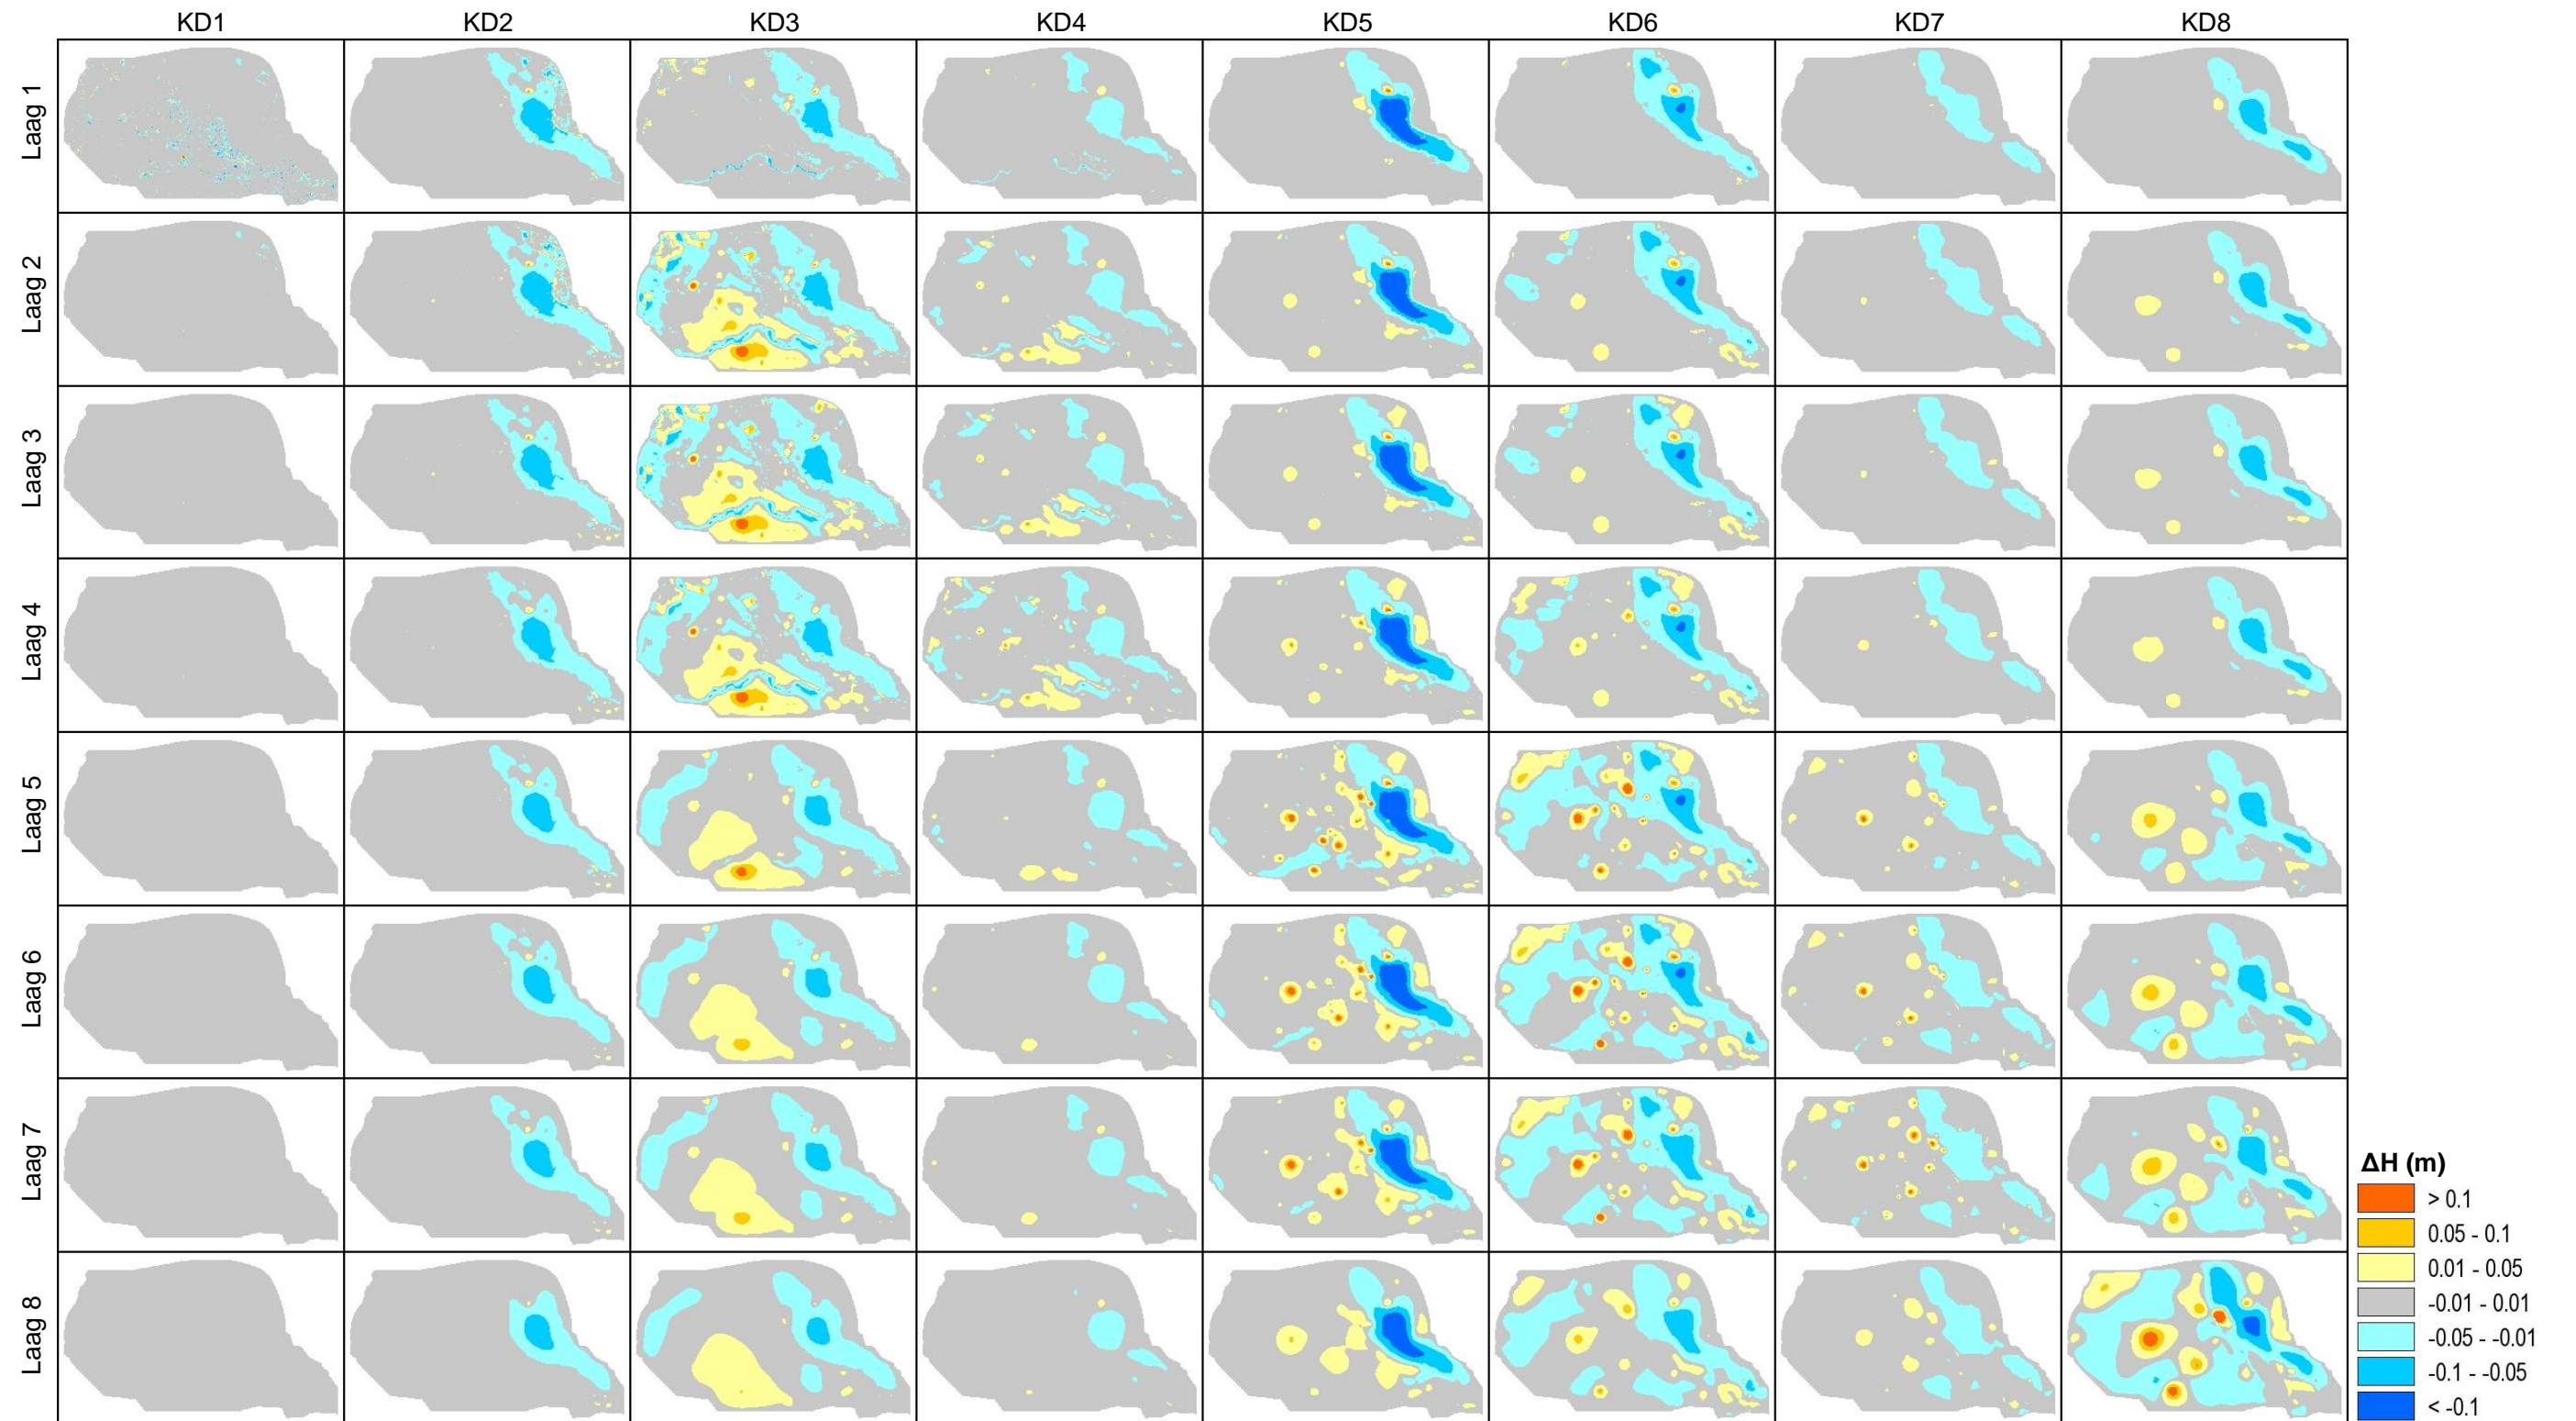 KD1 KD2 KD3 KD4 KD5 KD6 KD7 KD8
Laag 1
Laag 2
Laag 3
Laag 4
Laag 5
Laag 6
Laag 7
Laag 8
ΔH (m)
> 0.1
0.05 - 0.1
0.01 - 0.05
-0.01 - 0.01
-0.05 - -0.01
-0.1 - -0.05
< -0.1